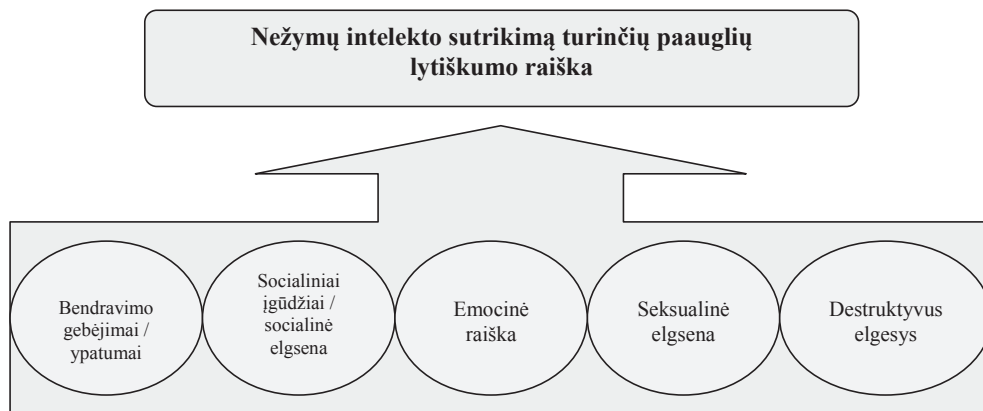 Nežymų intelekto sutrikimą turinčių paauglių
lytiškumo raiška
Bendravimo
gebėjimai /
ypatumai
Socialiniai
įgūdžiai /
socialinė
elgsena
Emocinė
raiška
Seksualinė
elgsena
Destruktyvus
elgesys